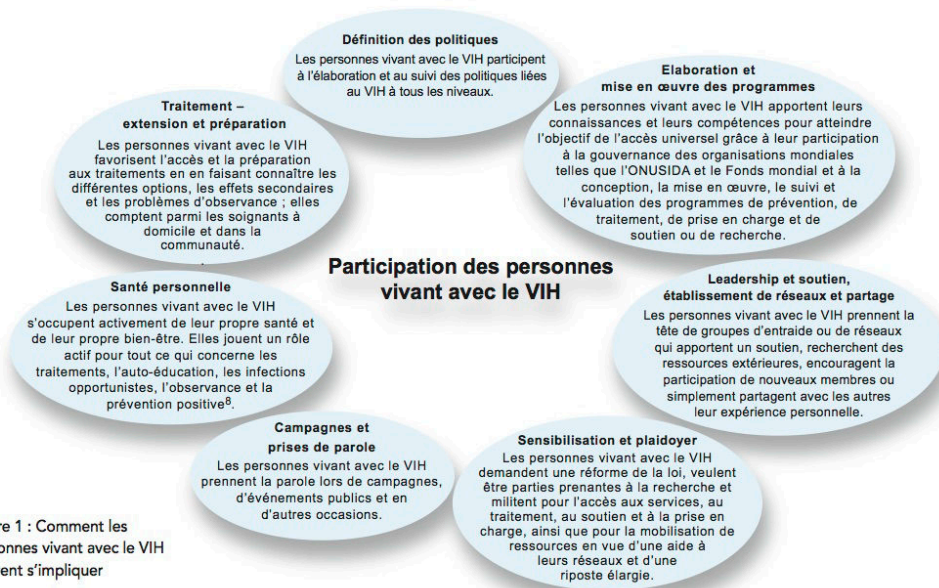 Définition des politiques
Les personnes vivant avec le VIH participent
à l'élaboration et au suivi des politiques liées
au VIH à tous les niveaux.
Elaboration et
mise en œuvre des programmes
Les personnes vivant avec le VIH apportent leurs
connaissances et leurs compétences pour atteindre
l'objectif de l'accès universel grâce à leur participation
à la gouvernance des organisations mondiales
telles que l'ONUSIDA et le Fonds mondial et à la
conception, la mise en œuvre, le suivi et
l'évaluation des programmes de prévention, de
traitement, de prise en charge et de
soutien ou de recherche.
Traitement –
extension et préparation
Les personnes vivant avec le VIH
favorisent l'accès et la préparation
aux traitements en en faisant connaître les
différentes options, les effets secondaires
et les problèmes d'observance ; elles
comptent parmi les soignants à
domicile et dans la
communauté.
Participation des personnes
vivant avec le VIH
Leadership et soutien,
établissement de réseaux et partage
Les personnes vivant avec le VIH prennent la
tête de groupes d'entraide ou de réseaux
qui apportent un soutien, recherchent des
ressources extérieures, encouragent la
participation de nouveaux membres ou
simplement partagent avec les autres
leur expérience personnelle.
Santé personnelle
Les personnes vivant avec le VIH
s'occupent activement de leur propre santé et
de leur propre bien-être. Elles jouent un rôle
actif pour tout ce qui concerne les
traitements, l'auto-éducation, les infections
opportunistes, l'observance et la
prévention positive⁸.
Campagnes et
prises de parole
Les personnes vivant avec le VIH
prennent la parole lors de campagnes,
d'événements publics et en
d'autres occasions.
Sensibilisation et plaidoyer
Les personnes vivant avec le VIH
demandent une réforme de la loi, veulent
être parties prenantes à la recherche et
militent pour l'accès aux services, au
traitement, au soutien et à la prise en
charge, ainsi que pour la mobilisation de
ressources en vue d'une aide à
leurs réseaux et d'une
riposte élargie.
re 1 : Comment les
onnes vivant avec le VIH
ent s'impliquer